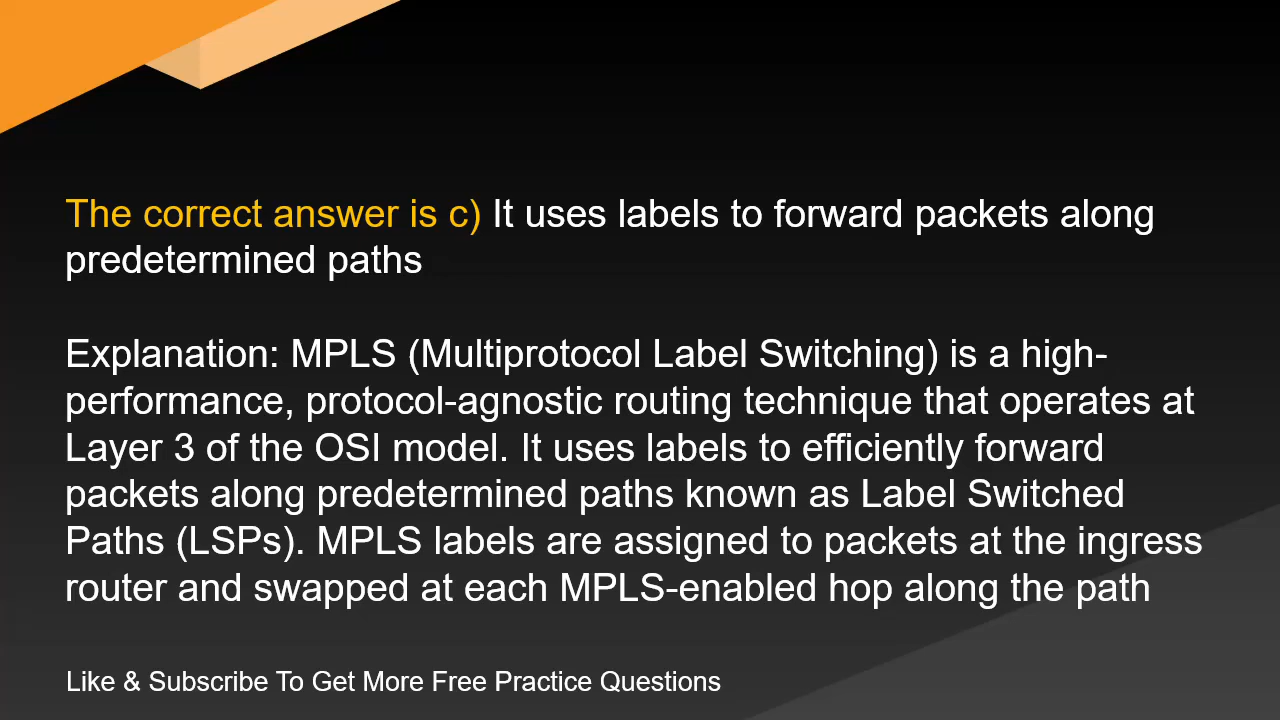 The correct answer is c) It uses labels to forward packets along
predetermined paths
Explanation: MPLS (Multiprotocol Label Switching) is a high-
performance, protocol-agnostic routing technique that operates at
Layer 3 of the OSI model. It uses labels to efficiently forward
packets along predetermined paths known as Label Switched
Paths (LSPs). MPLS labels are assigned to packets at the ingress
router and swapped at each MPLS-enabled hop along the path
Like & Subscribe To Get More Free Practice Questions